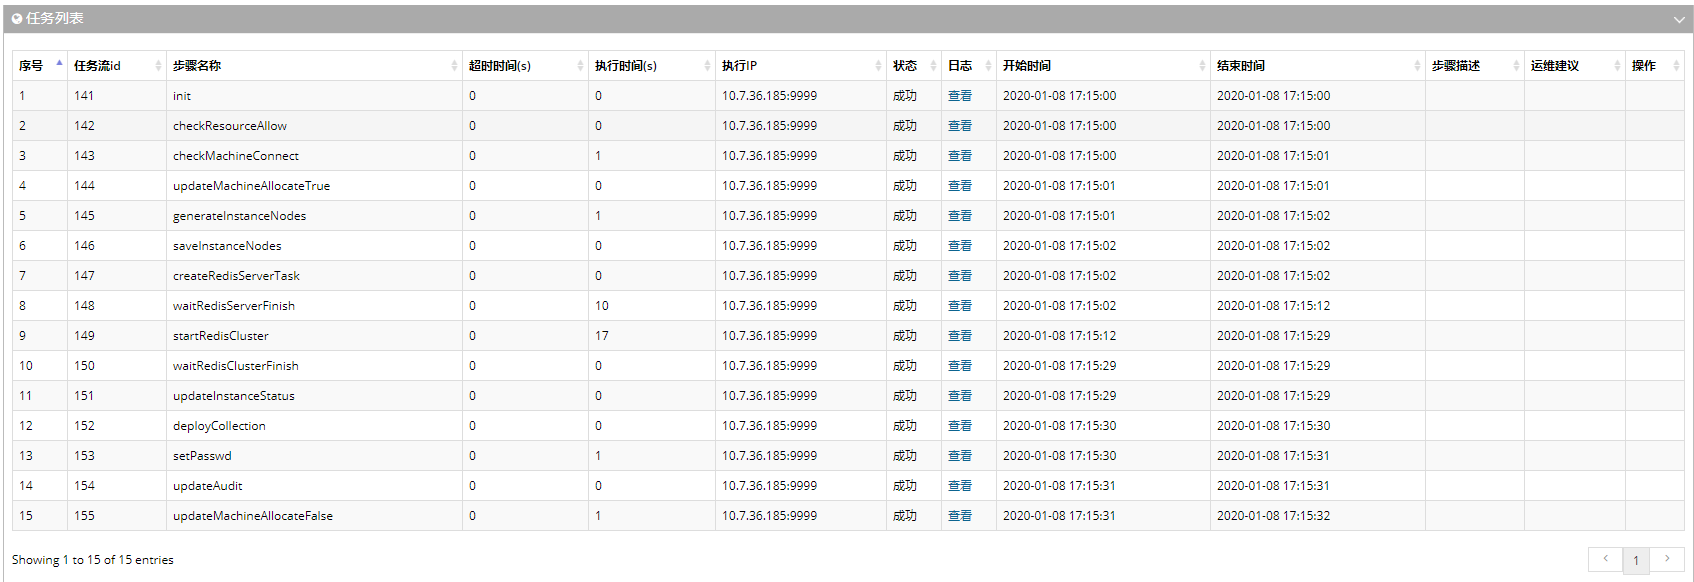 任务列表
序号 任务流id 步骤名称 超时时间(s) 执行时间(s) 执行IP 状态 日志 开始时间 结束时间 步骤描述 运维建议 操作
1 141 init 0 0 10.7.36.185:9999 成功 查看 2020-01-08 17:15:00 2020-01-08 17:15:00
2 142 checkResourceAllow 0 0 10.7.36.185:9999 成功 查看 2020-01-08 17:15:00 2020-01-08 17:15:00
3 143 checkMachineConnect 0 1 10.7.36.185:9999 成功 查看 2020-01-08 17:15:00 2020-01-08 17:15:01
4 144 updateMachineAllocateTrue 0 0 10.7.36.185:9999 成功 查看 2020-01-08 17:15:01 2020-01-08 17:15:01
5 145 generateInstanceNodes 0 1 10.7.36.185:9999 成功 查看 2020-01-08 17:15:01 2020-01-08 17:15:02
6 146 saveInstanceNodes 0 0 10.7.36.185:9999 成功 查看 2020-01-08 17:15:02 2020-01-08 17:15:02
7 147 createRedisServerTask 0 0 10.7.36.185:9999 成功 查看 2020-01-08 17:15:02 2020-01-08 17:15:02
8 148 waitRedisServerFinish 0 10 10.7.36.185:9999 成功 查看 2020-01-08 17:15:02 2020-01-08 17:15:12
9 149 startRedisCluster 0 17 10.7.36.185:9999 成功 查看 2020-01-08 17:15:12 2020-01-08 17:15:29
10 150 waitRedisClusterFinish 0 0 10.7.36.185:9999 成功 查看 2020-01-08 17:15:29 2020-01-08 17:15:29
11 151 updateInstanceStatus 0 0 10.7.36.185:9999 成功 查看 2020-01-08 17:15:29 2020-01-08 17:15:29
12 152 deployCollection 0 0 10.7.36.185:9999 成功 查看 2020-01-08 17:15:30 2020-01-08 17:15:30
13 153 setPasswd 0 1 10.7.36.185:9999 成功 查看 2020-01-08 17:15:30 2020-01-08 17:15:31
14 154 updateAudit 0 0 10.7.36.185:9999 成功 查看 2020-01-08 17:15:31 2020-01-08 17:15:31
15 155 updateMachineAllocateFalse 0 1 10.7.36.185:9999 成功 查看 2020-01-08 17:15:31 2020-01-08 17:15:32
Showing 1 to 15 of 15 entries
1